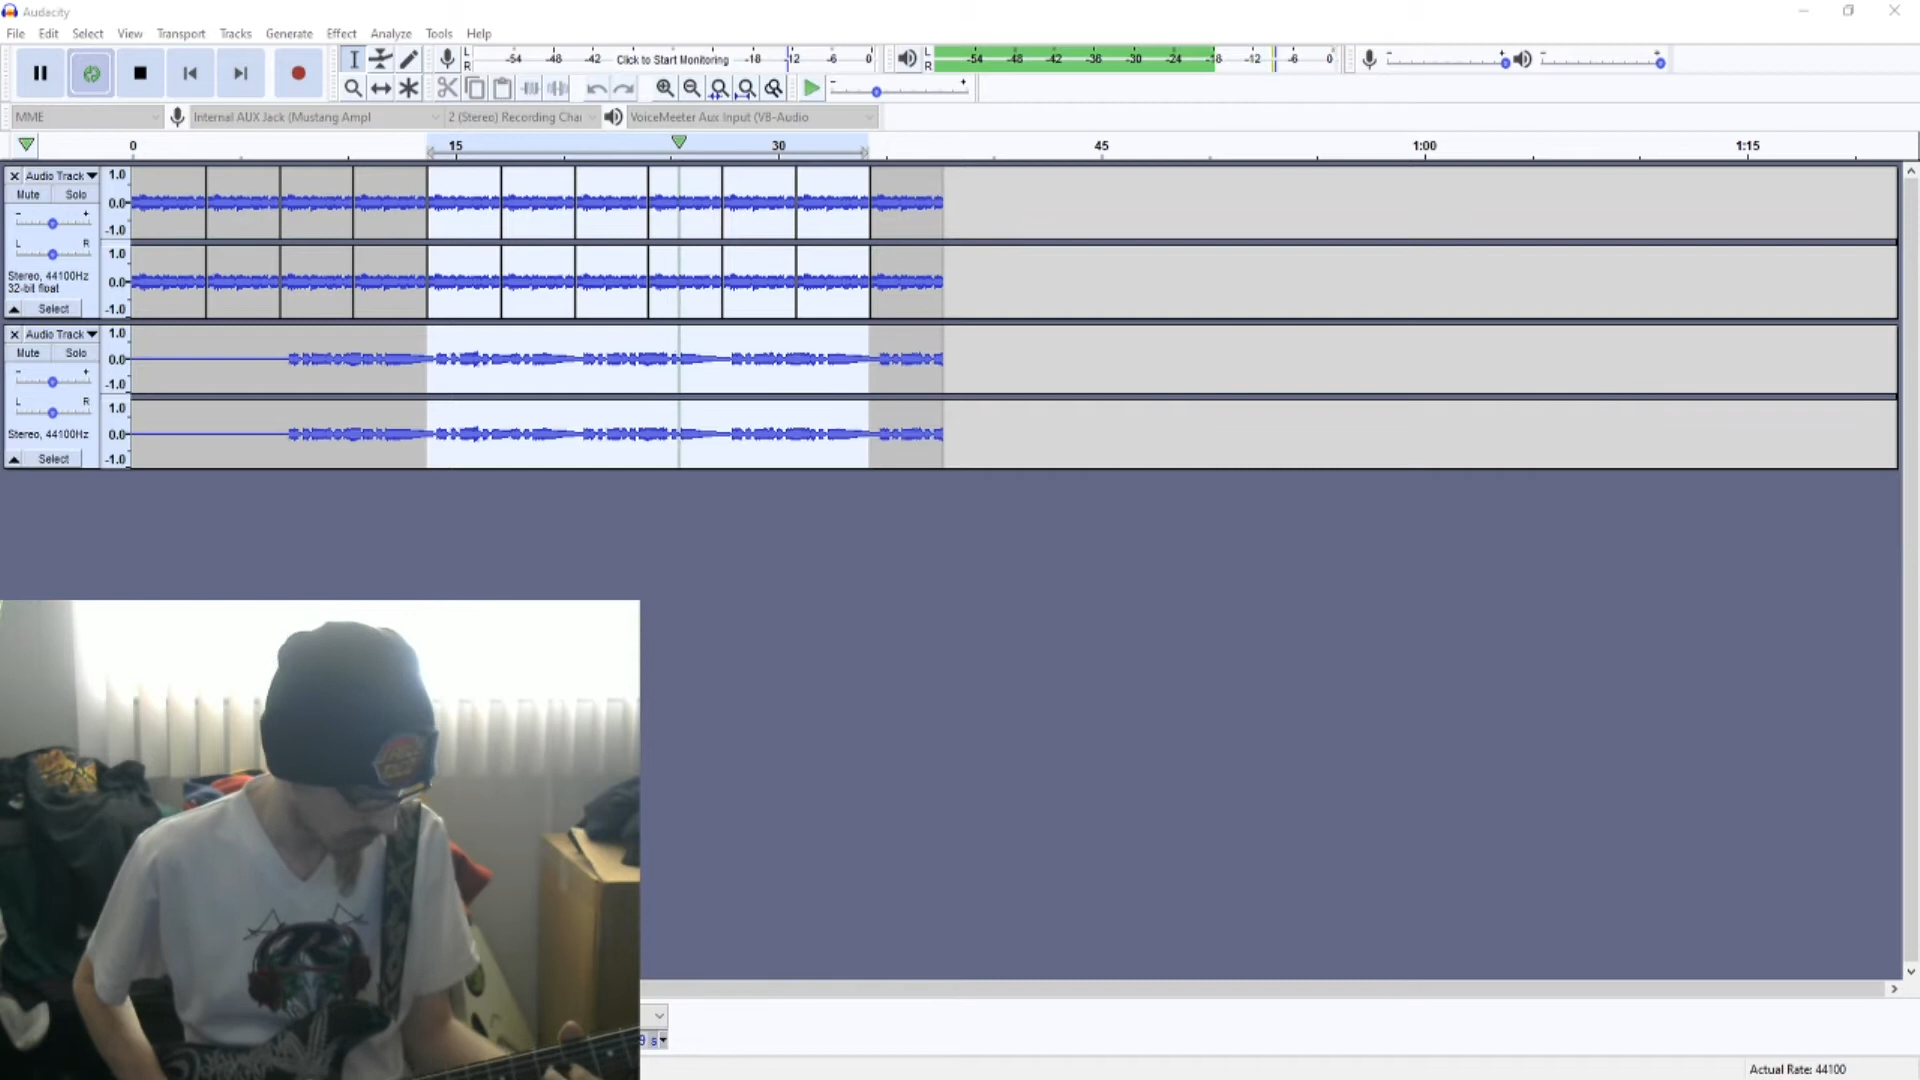 Audacity
File Edit Select View Transport Tracks Generate Effect Analyze Tools Help
L R -54 -48 -42 Click to Start Monitoring -18 -12 -6 0 L R -54 -48 -42 -36 -30 -24 -18 -12 -6 0 - + - +
- +
MME Internal AUX Jack (Mustang Ampl 2 (Stereo) Recording Chai VoiceMeeter Aux Input (VB-Audio
0 15 30 45 1:00 1:15
X Audio Track 1.0
Mute Solo 0.0
- + -1.0
L R 1.0
Stereo, 44100Hz 0.0
32-bit float
Select -1.0
X Audio Track 1.0
Mute Solo 0.0
- + -1.0
L R 1.0
Stereo, 44100Hz 0.0
Select -1.0
9 s
Actual Rate: 44100